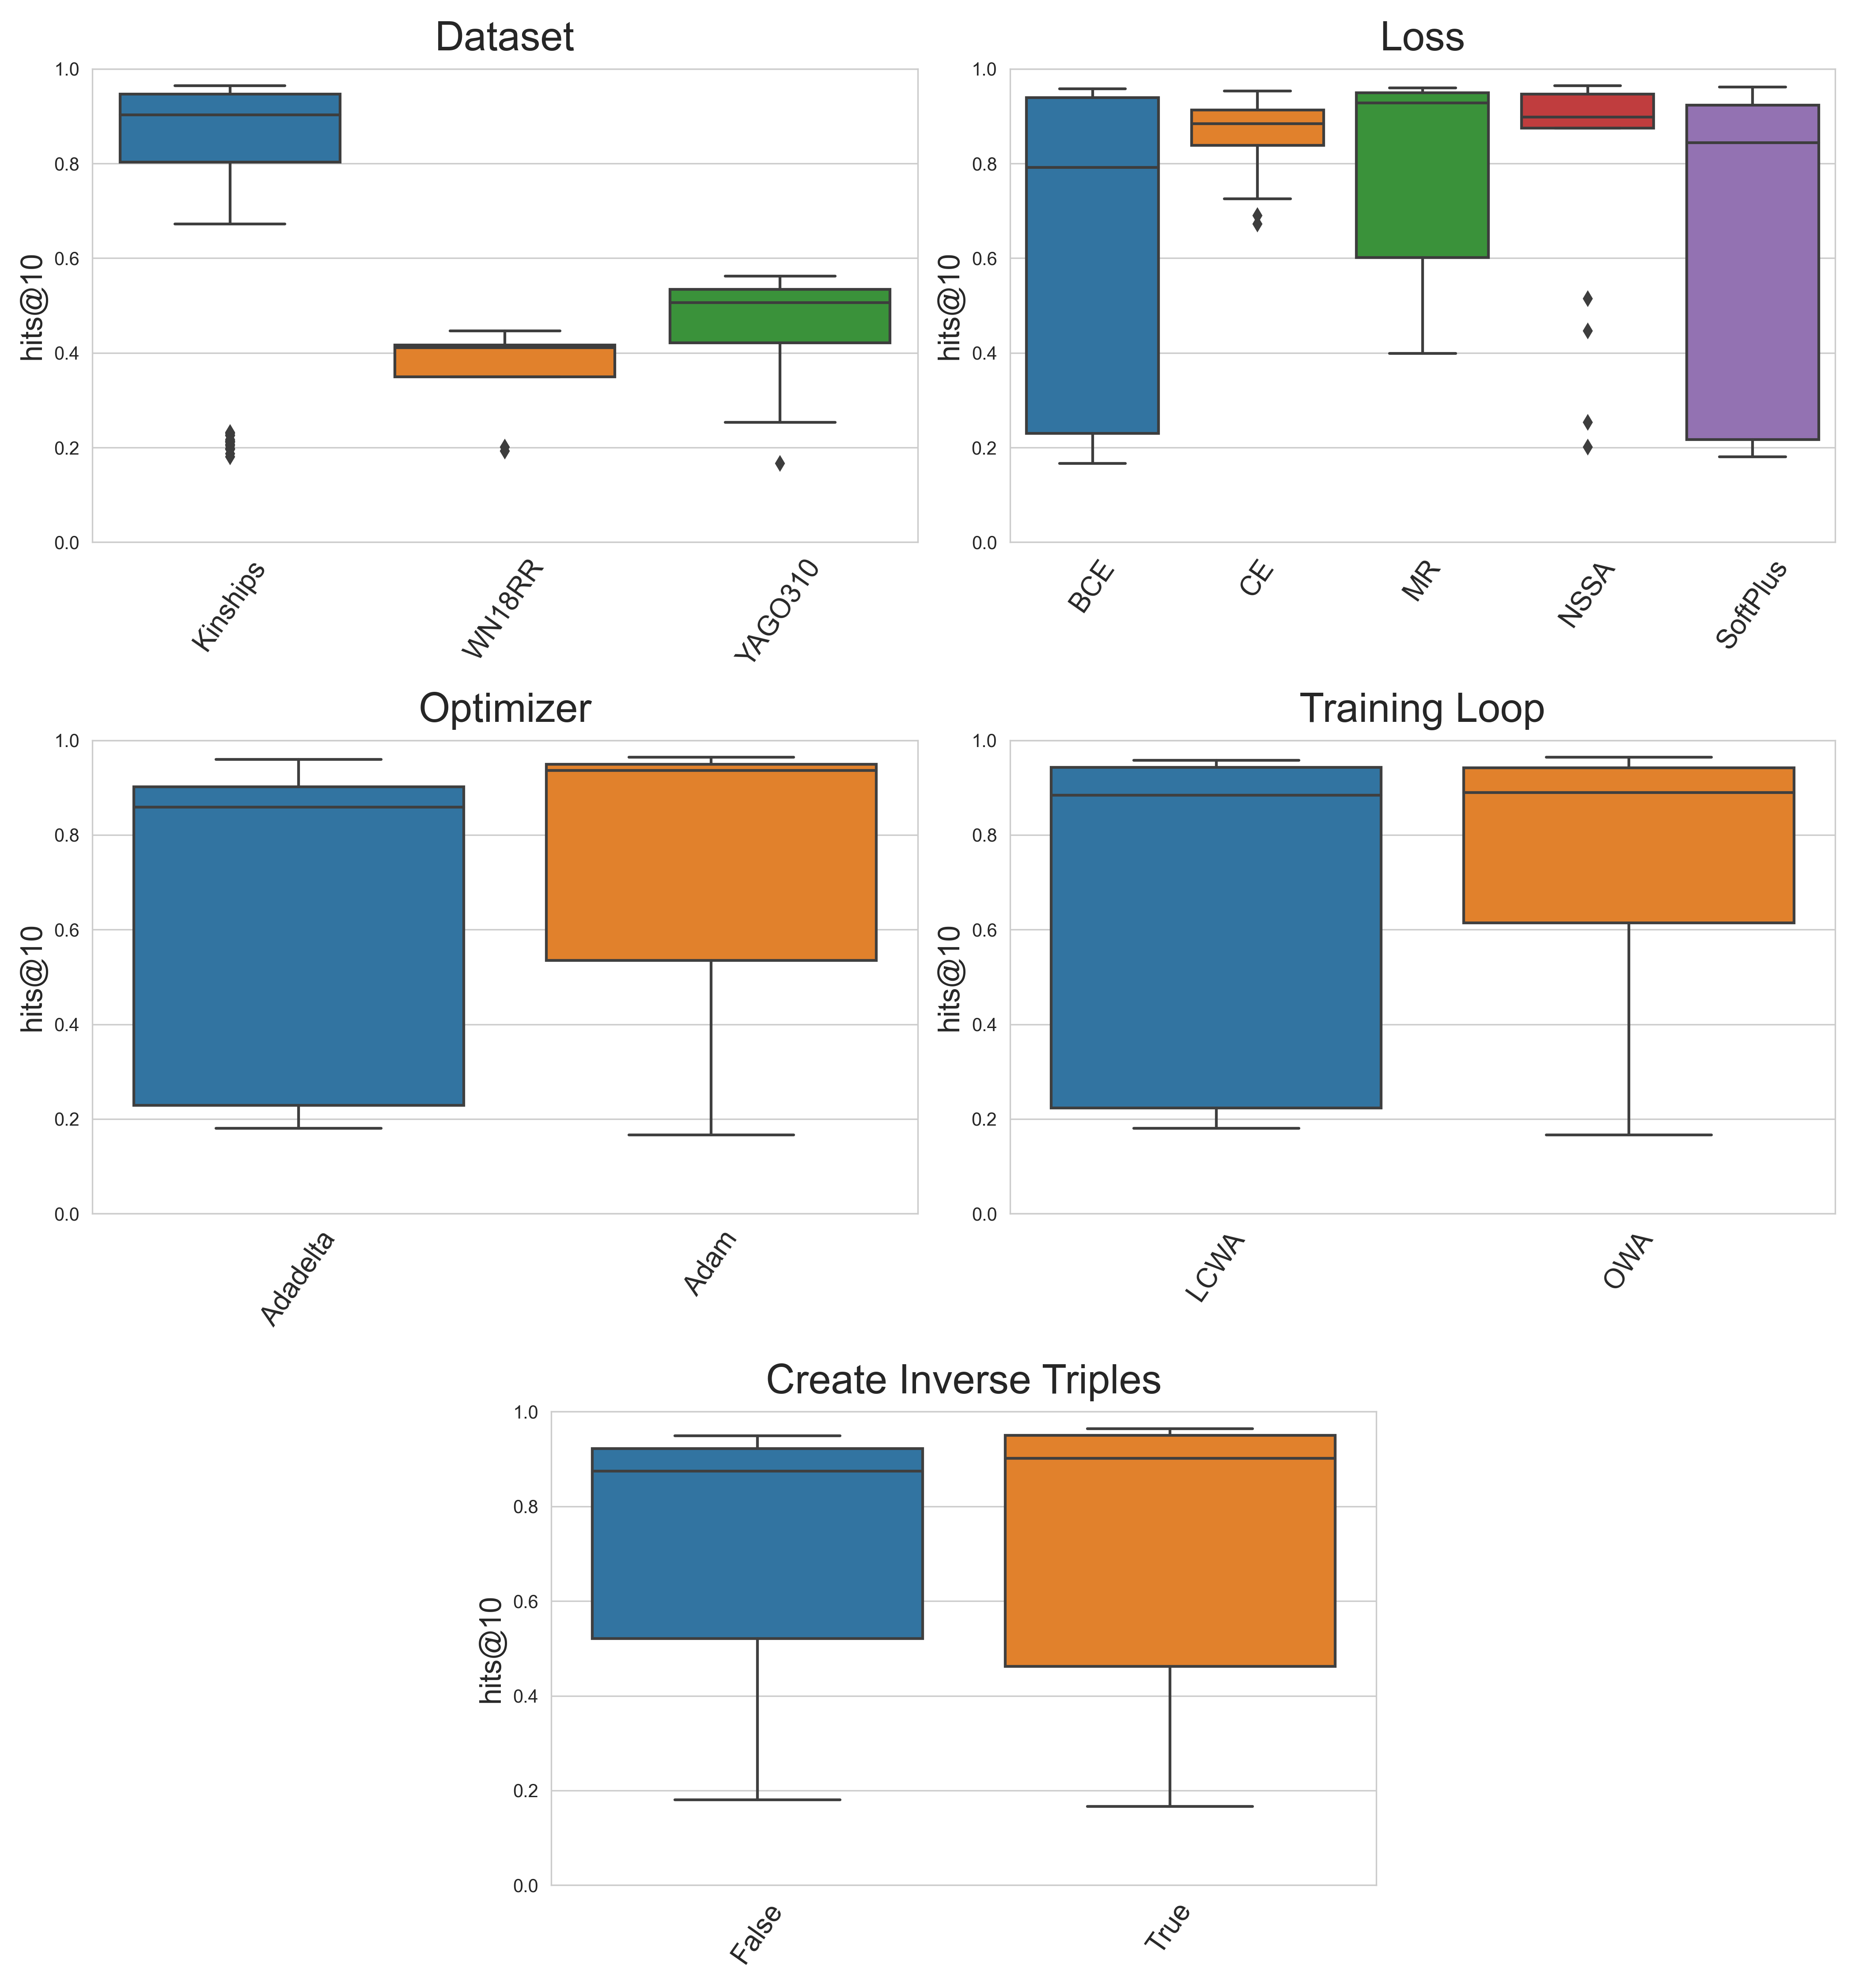 Dataset
hits@10
1.0
0.8
0.6
0.4
0.2
0.0
Kinships
WN18RR
YAGO310
Loss
hits@10
1.0
0.8
0.6
0.4
0.2
0.0
BCE
CE
MR
NSSA
SoftPlus
Optimizer
hits@10
1.0
0.8
0.6
0.4
0.2
0.0
Adadelta
Adam
Training Loop
hits@10
1.0
0.8
0.6
0.4
0.2
0.0
LCWA
OWA
Create Inverse Triples
hits@10
1.0
0.8
0.6
0.4
0.2
0.0
False
True